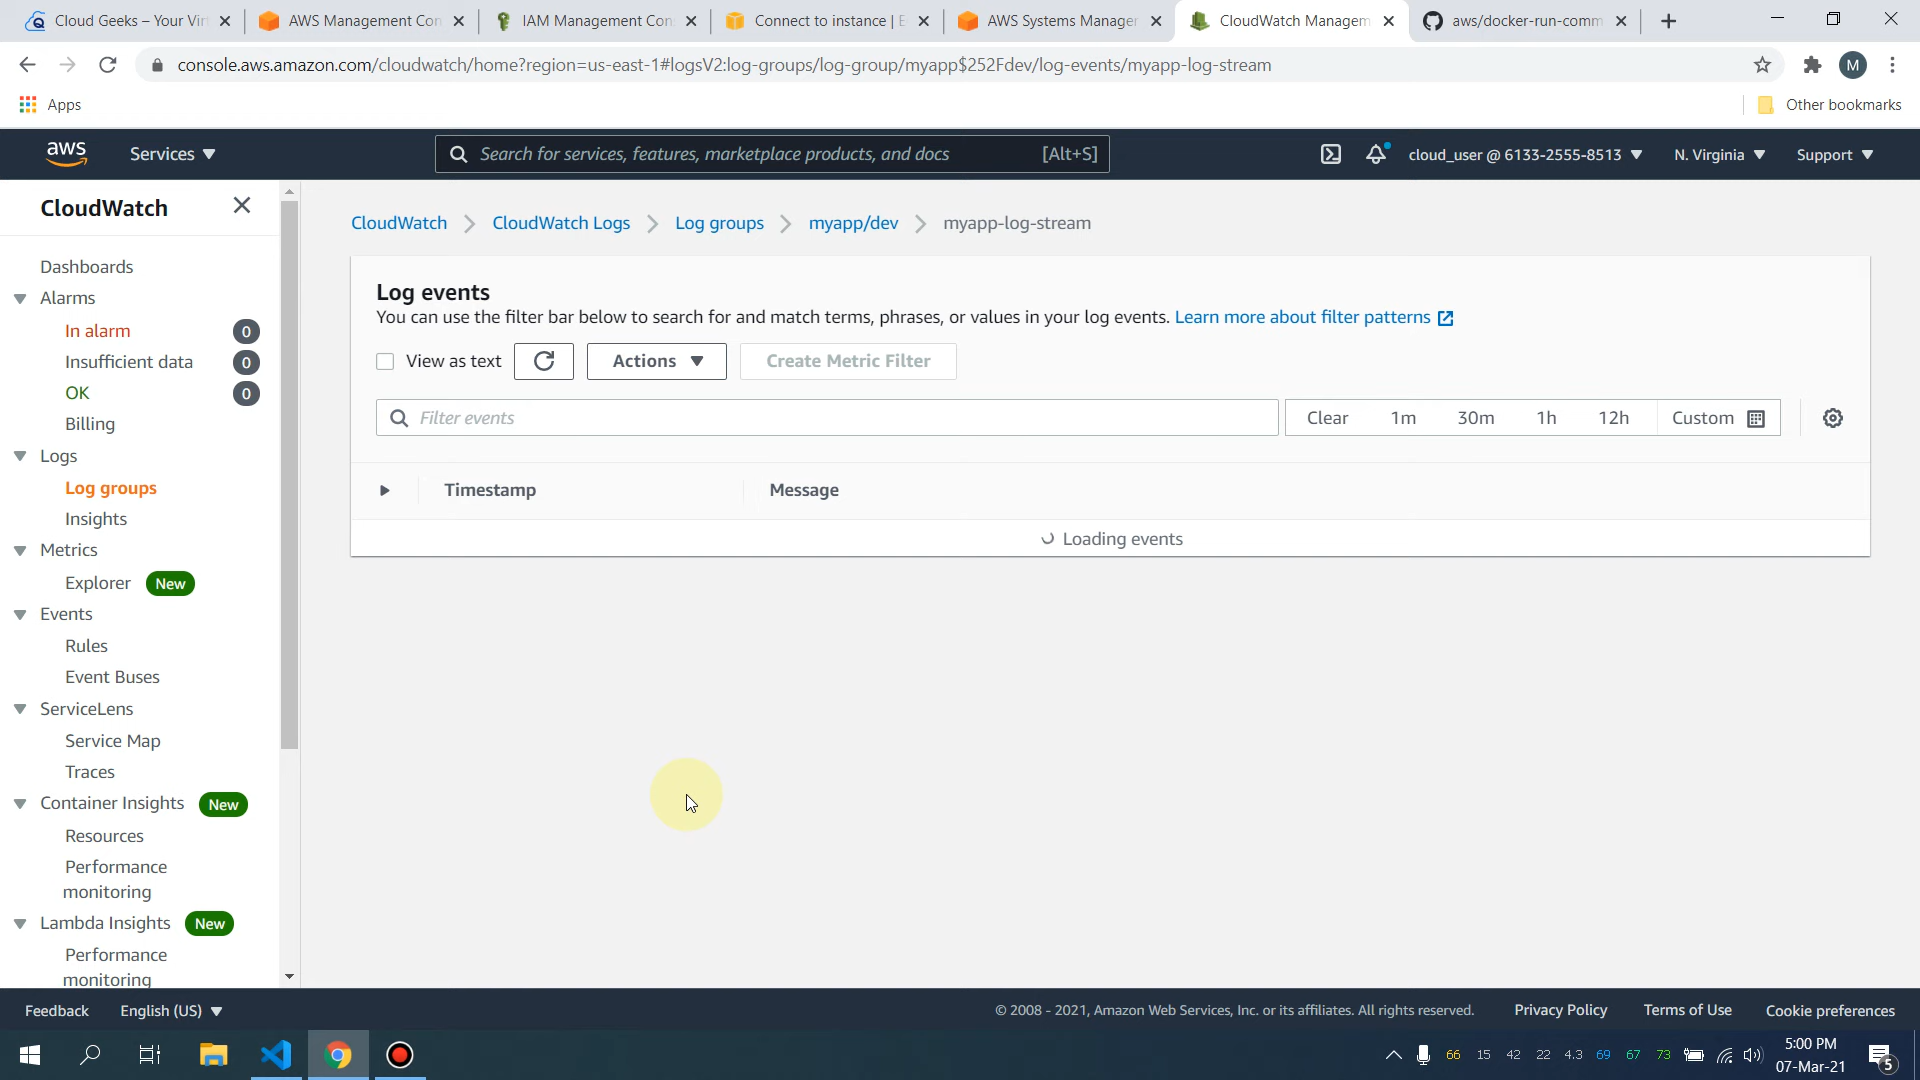 Cloud Geeks – Your Vir
AWS Management Con
IAM Management Con
Connect to instance | E
AWS Systems Manager
CloudWatch Managem
aws/docker-run-comm
console.aws.amazon.com/cloudwatch/home?region=us-east-1#logsV2:log-groups/log-group/myapp$252Fdev/log-events/myapp-log-stream
M
Apps
Other bookmarks
aws
Services
Search for services, features, marketplace products, and docs
[Alt+S]
cloud_user @ 6133-2555-8513
N. Virginia
Support
CloudWatch
Dashboards
Alarms
In alarm 0
Insufficient data 0
OK 0
Billing
Logs
Log groups
Insights
Metrics
Explorer New
Events
Rules
Event Buses
ServiceLens
Service Map
Traces
Container Insights New
Resources
Performance
monitoring
Lambda Insights New
Performance
monitoring
CloudWatch
CloudWatch Logs
Log groups
myapp/dev
myapp-log-stream
Log events
You can use the filter bar below to search for and match terms, phrases, or values in your log events. Learn more about filter patterns
View as text
Actions
Create Metric Filter
Filter events
Clear
1m
30m
1h
12h
Custom
Timestamp
Message
Loading events
Feedback
English (US)
© 2008 - 2021, Amazon Web Services, Inc. or its affiliates. All rights reserved.
Privacy Policy
Terms of Use
Cookie preferences
66 15 42 22 4.3 69 67 73
5:00 PM
07-Mar-21
5